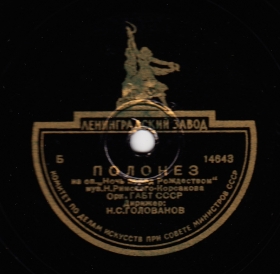 ЛЕНИНГРАДСКИЙ ЗАВОД
Б 14643
ПОЛОНЕЗ
из оп. „Ночь перед Рождеством"
муз. Н. Римского-Корсакова
Орк. ГАБТ СССР
Дирижер:
Н.С.ГОЛОВАНОВ
КОМИТЕТ ПО ДЕЛАМ ИСКУССТВ ПРИ СОВЕТЕ МИНИСТРОВ СССР